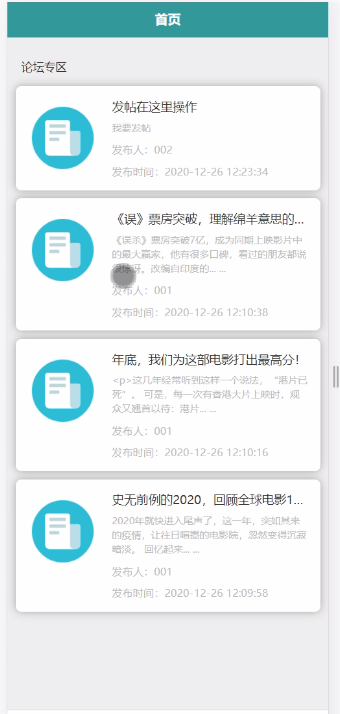 首页
论坛专区
发帖在这里操作
我要发帖
发布人：002
发布时间：2020-12-26 12:23:34
《误》票房突破，理解绵羊意思的...
《误杀》票房突破7亿，成为同期上映影片中
的最大赢家，他有很多口碑，看过的朋友都说
很惊讶。改编自印度的... ...
发布人：001
发布时间：2020-12-26 12:10:38
年底，我们为这部电影打出最高分！
<p>这几年经常听到这样一个说法，“港片已
死”。 可是，每一次有香港大片上映时，观
众又翘首以待：港片... ...
发布人：001
发布时间：2020-12-26 12:10:16
史无前例的2020，回顾全球电影1...
2020年就快进入尾声了，这一年，突如其来
的疫情，让往日喧嚣的电影院，忽然变得沉寂
暗淡。 回忆起来... ...
发布人：001
发布时间：2020-12-26 12:09:58